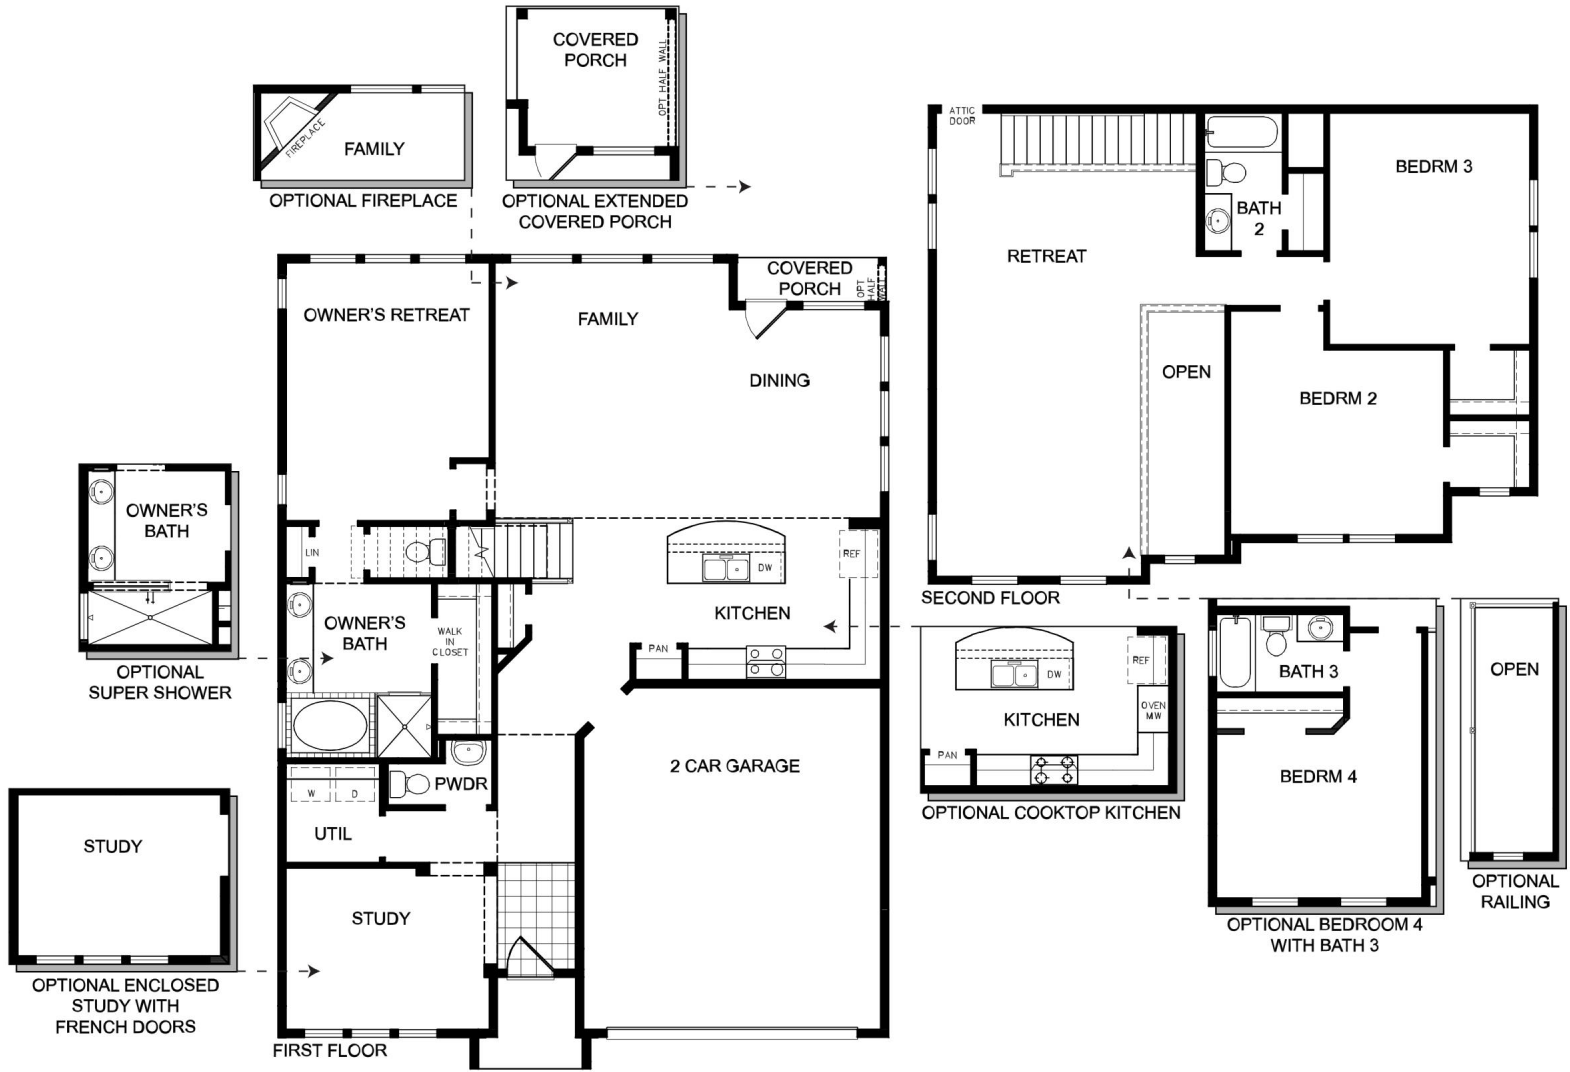 COVERED
PORCH
OPT HALF WALL
OPTIONAL EXTENDED
COVERED PORCH
FIREPLACE
FAMILY
OPTIONAL FIREPLACE
OWNER'S RETREAT
FAMILY
COVERED
PORCH
OPT
HALF
WALL
DINING
LIN
OWNER'S
BATH
WALK
IN
CLOSET
REF
DW
KITCHEN
PAN
2 CAR GARAGE
PWDR
W
D
UTIL
STUDY
FIRST FLOOR
OWNER'S
BATH
OPTIONAL
SUPER SHOWER
STUDY
OPTIONAL ENCLOSED
STUDY WITH
FRENCH DOORS
ATTIC
DOOR
RETREAT
BATH
2
BEDRM 3
OPEN
BEDRM 2
SECOND FLOOR
REF
DW
OVEN
MW
KITCHEN
PAN
OPTIONAL COOKTOP KITCHEN
BATH 3
BEDRM 4
OPTIONAL BEDROOM 4
WITH BATH 3
OPEN
OPTIONAL
RAILING